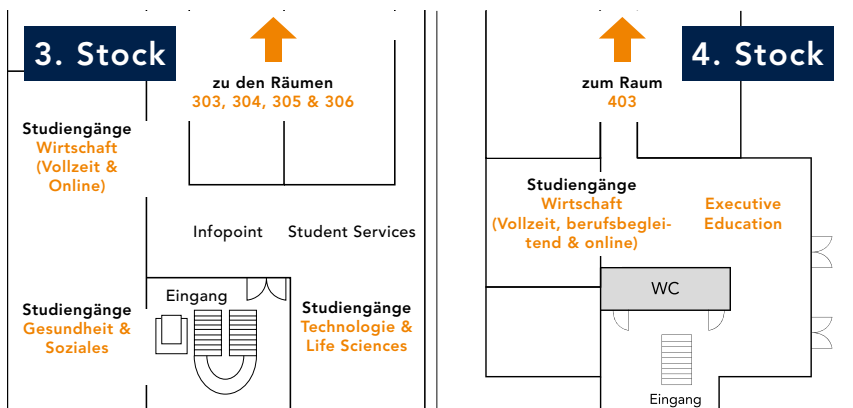 3. Stock
zu den Räumen
303, 304, 305 & 306
Studiengänge
Wirtschaft
(Vollzeit &
Online)
Infopoint
Student Services
Eingang
Studiengänge
Gesundheit &
Soziales
Studiengänge
Technologie &
Life Sciences
4. Stock
zum Raum
403
Studiengänge
Wirtschaft
(Vollzeit, berufsbeglei-
tend & online)
Executive
Education
WC
Eingang